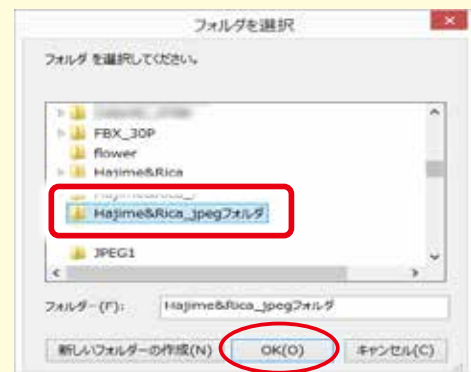 フォルダを選択
フォルダ を選択してください。
FBX_30P
flower
Hajime&Rica
Hajime&Rica_jpegフォルダ
JPEG1
フォルダー(F): Hajime&Rica_jpegフォルダ
新しいフォルダーの作成(N) OK(O) キャンセル(C)